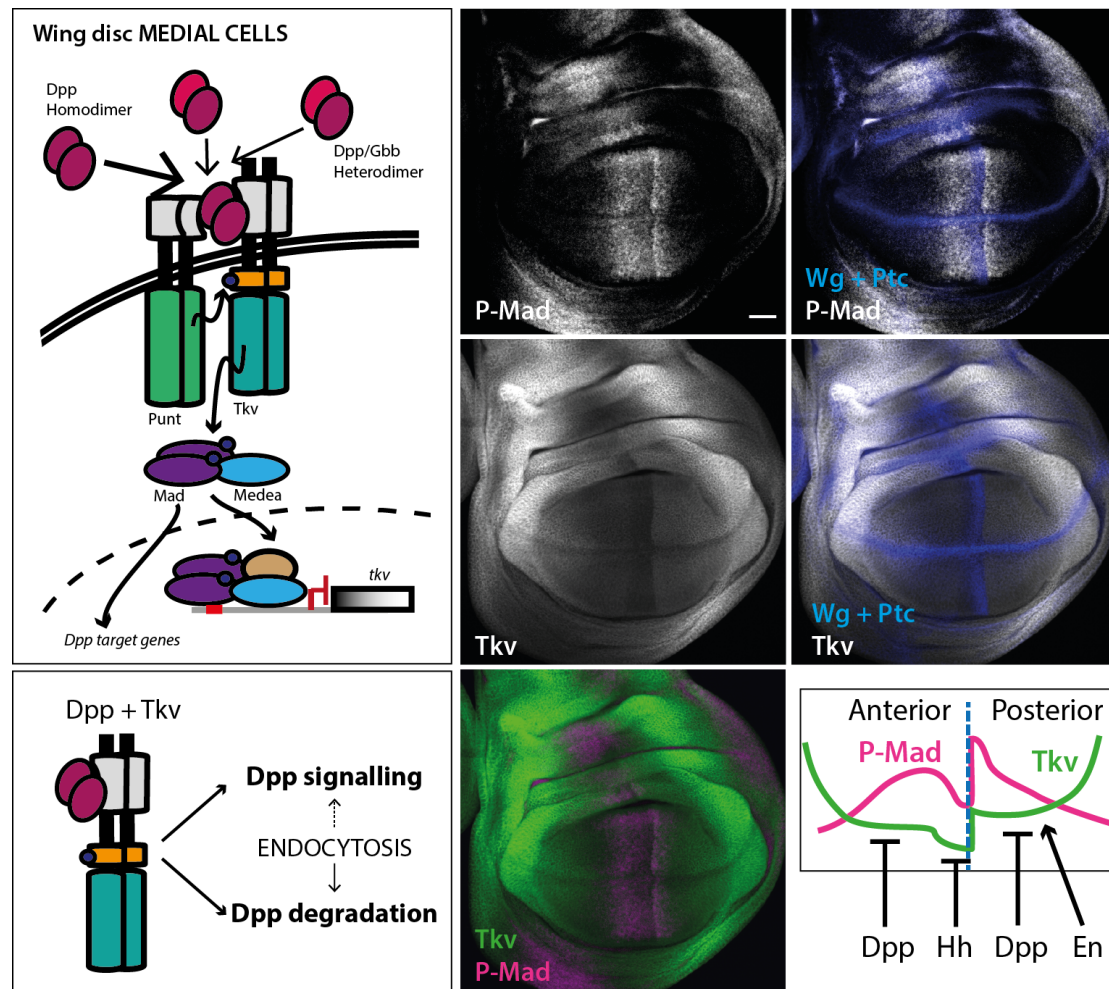 Wing disc MEDIAL CELLS
Dpp
Homodimer
Dpp/Gbb
Heterodimer
Punt
Tkv
Mad
Medea
tkv
Dpp target genes
P-Mad
Wg + Ptc
P-Mad
Tkv
Wg + Ptc
Tkv
Dpp + Tkv
Dpp signalling
ENDOCYTOSIS
Dpp degradation
Tkv
P-Mad
Anterior
Posterior
P-Mad
Tkv
Dpp
Hh
Dpp
En